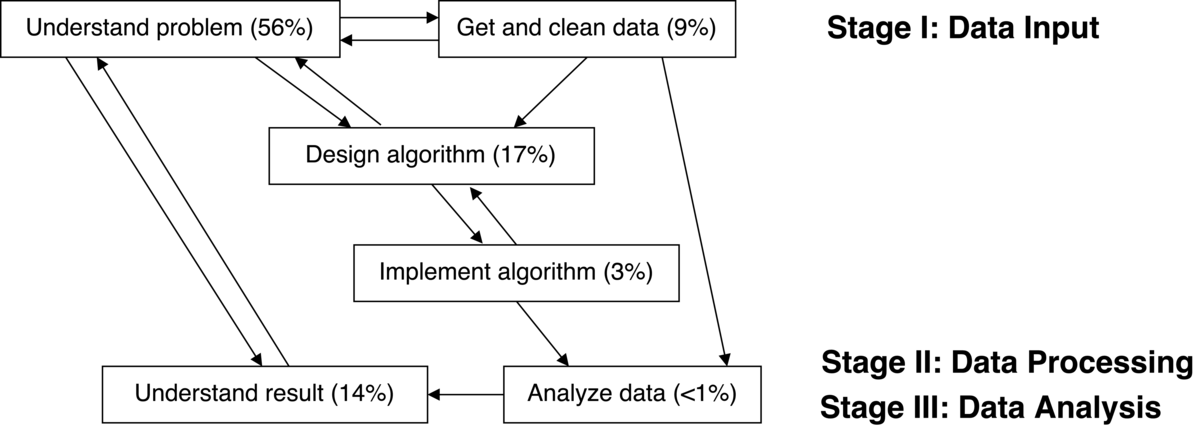 Understand problem (56%)
Get and clean data (9%)
Stage I: Data Input
Design algorithm (17%)
Implement algorithm (3%)
Stage II: Data Processing
Understand result (14%)
Analyze data (<1%)
Stage III: Data Analysis